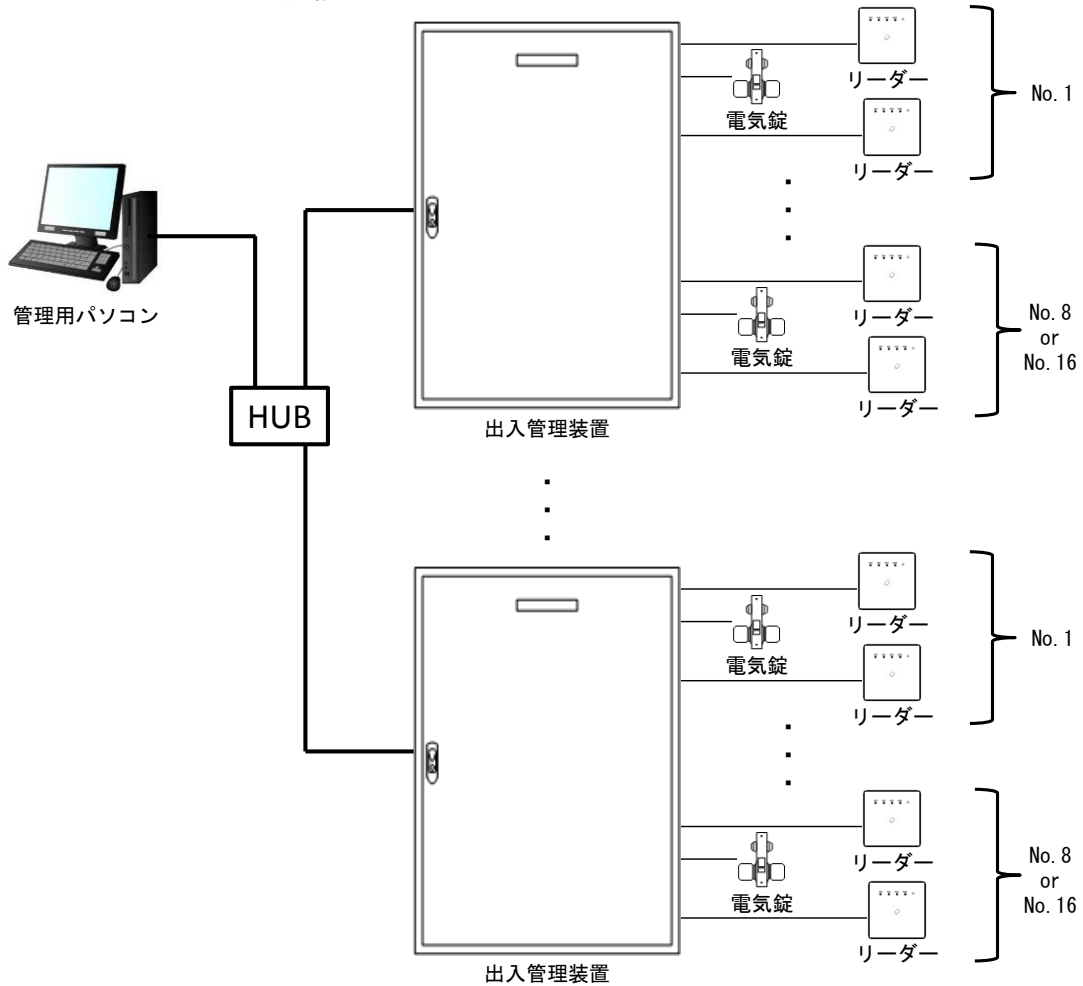 リーダー
電気錠
リーダー
No. 1
管理用パソコン
リーダー
電気錠
リーダー
No. 8
or
No. 16
HUB
出入管理装置
リーダー
電気錠
リーダー
No. 1
リーダー
電気錠
リーダー
No. 8
or
No. 16
出入管理装置